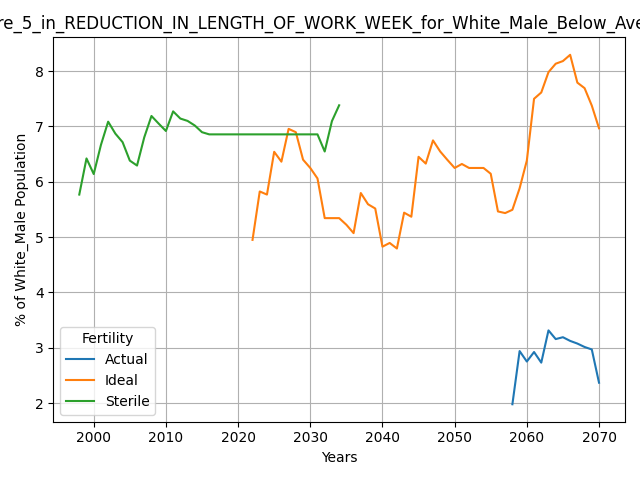 re_5_in_REDUCTION_IN_LENGTH_OF_WORK_WEEK_for_White_Male_Below_Ave
% of White_Male Population
8
7
6
5
4
3
2
Fertility
Actual
Ideal
Sterile
2000 2010 2020 2030 2040 2050 2060 2070
Years